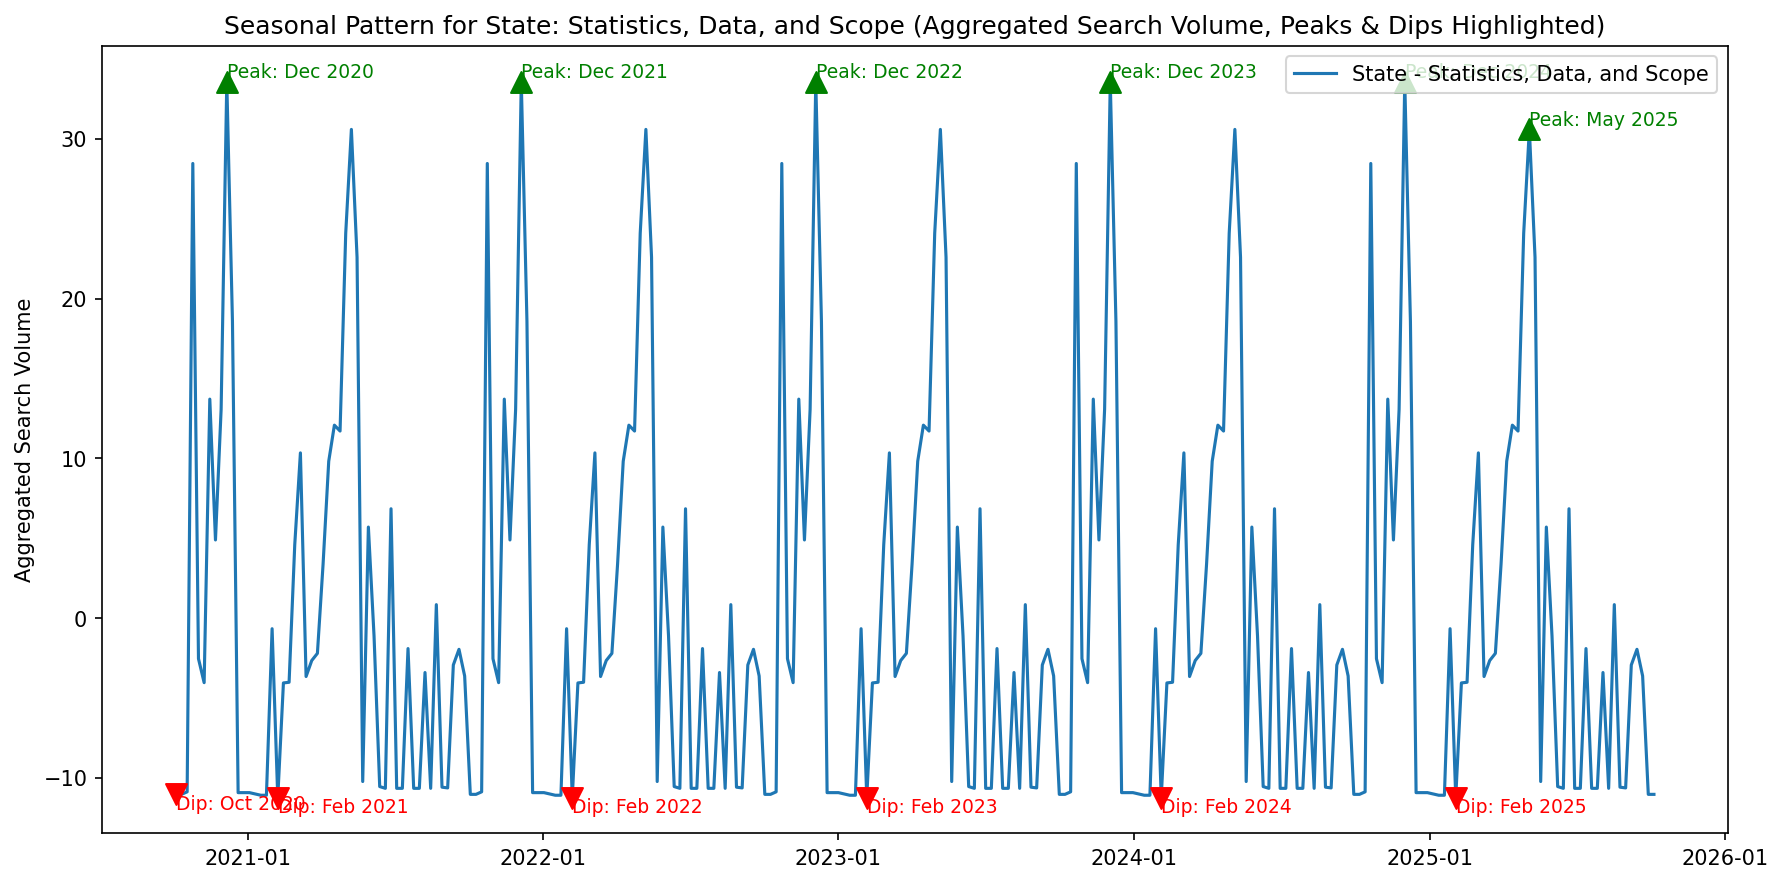 Seasonal Pattern for State: Statistics, Data, and Scope (Aggregated Search Volume, Peaks & Dips Highlighted)
Peak: Dec 2020
Peak: Dec 2021
Peak: Dec 2022
Peak: Dec 2023
Peak: Dec 2024
State - Statistics, Data, and Scope
Peak: May 2025
Aggregated Search Volume
30
20
10
0
−10
Dip: Oct 2020
Dip: Feb 2021
Dip: Feb 2022
Dip: Feb 2023
Dip: Feb 2024
Dip: Feb 2025
2021-01
2022-01
2023-01
2024-01
2025-01
2026-01